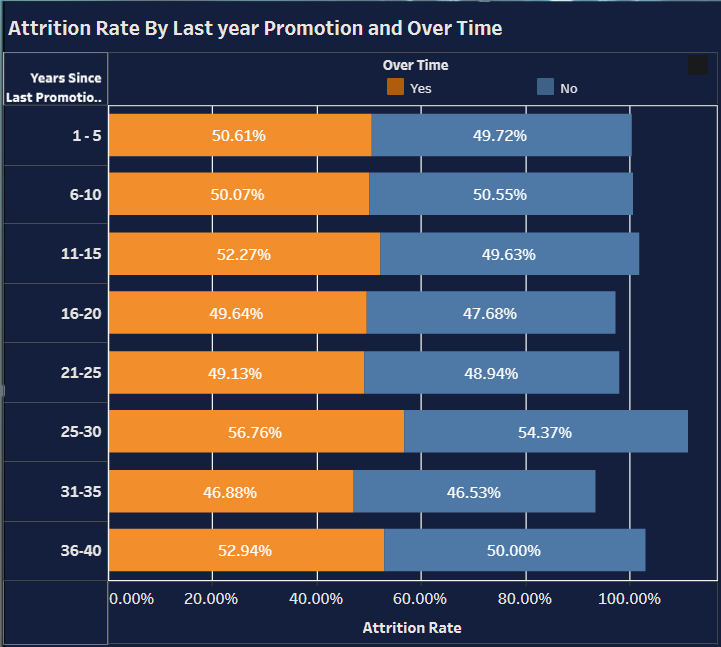 Attrition Rate By Last year Promotion and Over Time
Over Time
Yes No
Years Since
Last Promotio..
1 - 5 50.61% 49.72%
6-10 50.07% 50.55%
11-15 52.27% 49.63%
16-20 49.64% 47.68%
21-25 49.13% 48.94%
25-30 56.76% 54.37%
31-35 46.88% 46.53%
36-40 52.94% 50.00%
0.00% 20.00% 40.00% 60.00% 80.00% 100.00%
Attrition Rate